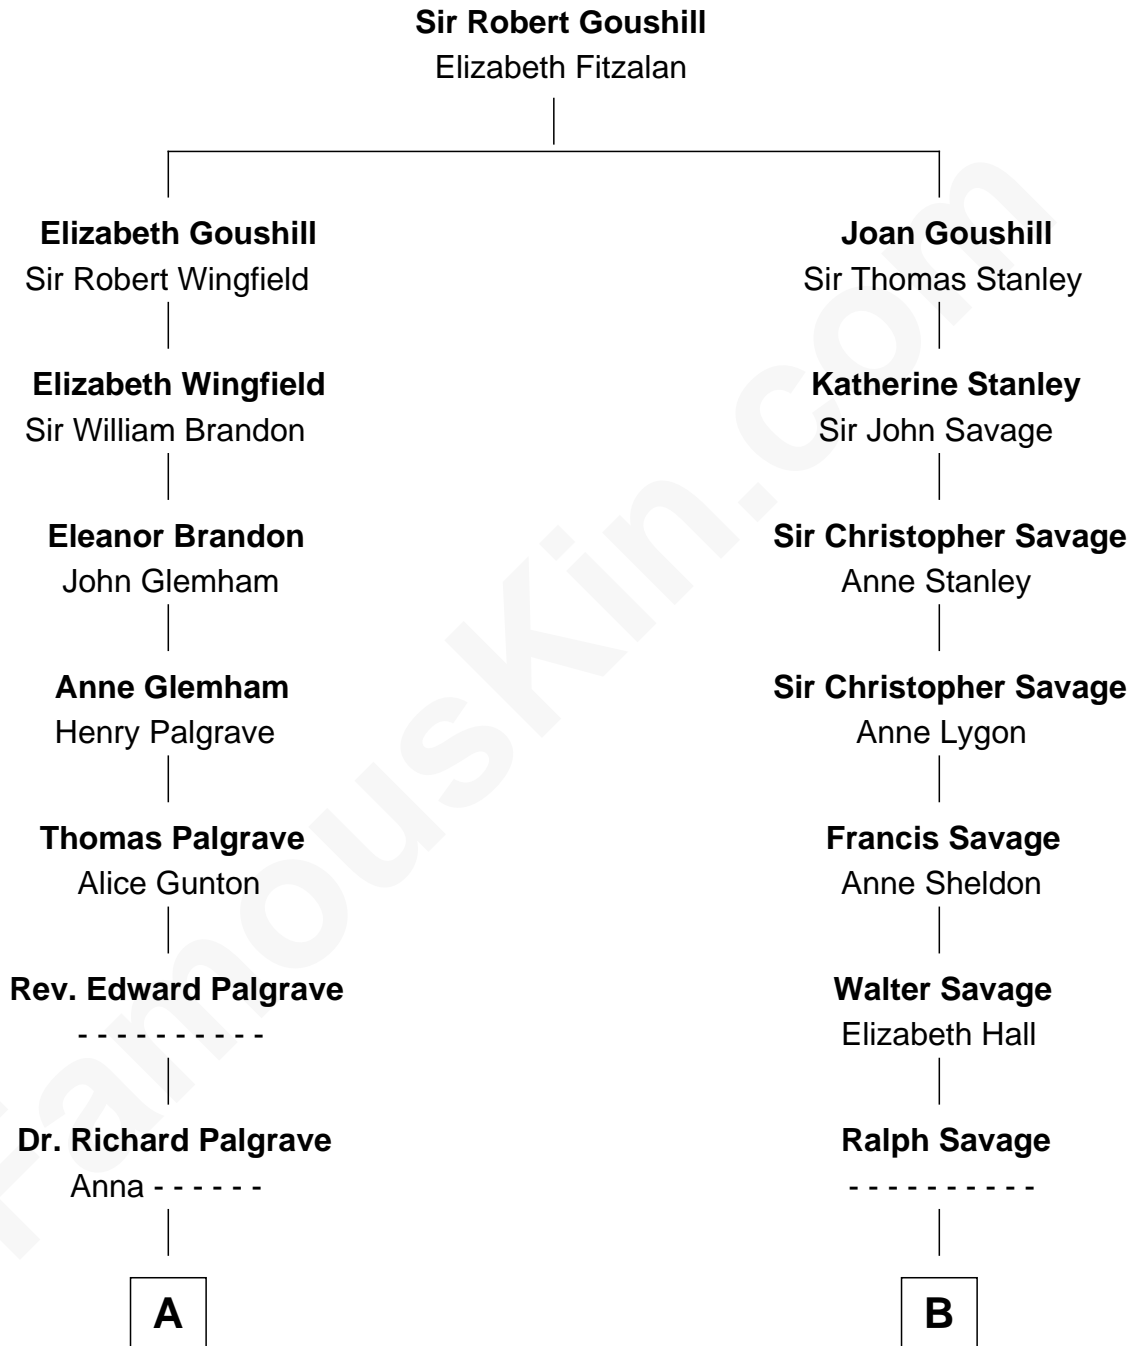 Sir Robert Goushill
Elizabeth Fitzalan
Elizabeth Goushill
Sir Robert Wingfield
Joan Goushill
Sir Thomas Stanley
Elizabeth Wingfield
Sir William Brandon
Katherine Stanley
Sir John Savage
Eleanor Brandon
John Glemham
Sir Christopher Savage
Anne Stanley
Anne Glemham
Henry Palgrave
Sir Christopher Savage
Anne Lygon
Thomas Palgrave
Alice Gunton
Francis Savage
Anne Sheldon
Rev. Edward Palgrave
- - - - - - - - - -
Walter Savage
Elizabeth Hall
Dr. Richard Palgrave
Anna - - - - - -
Ralph Savage
- - - - - - - - - -
A
B
FamousKin.com